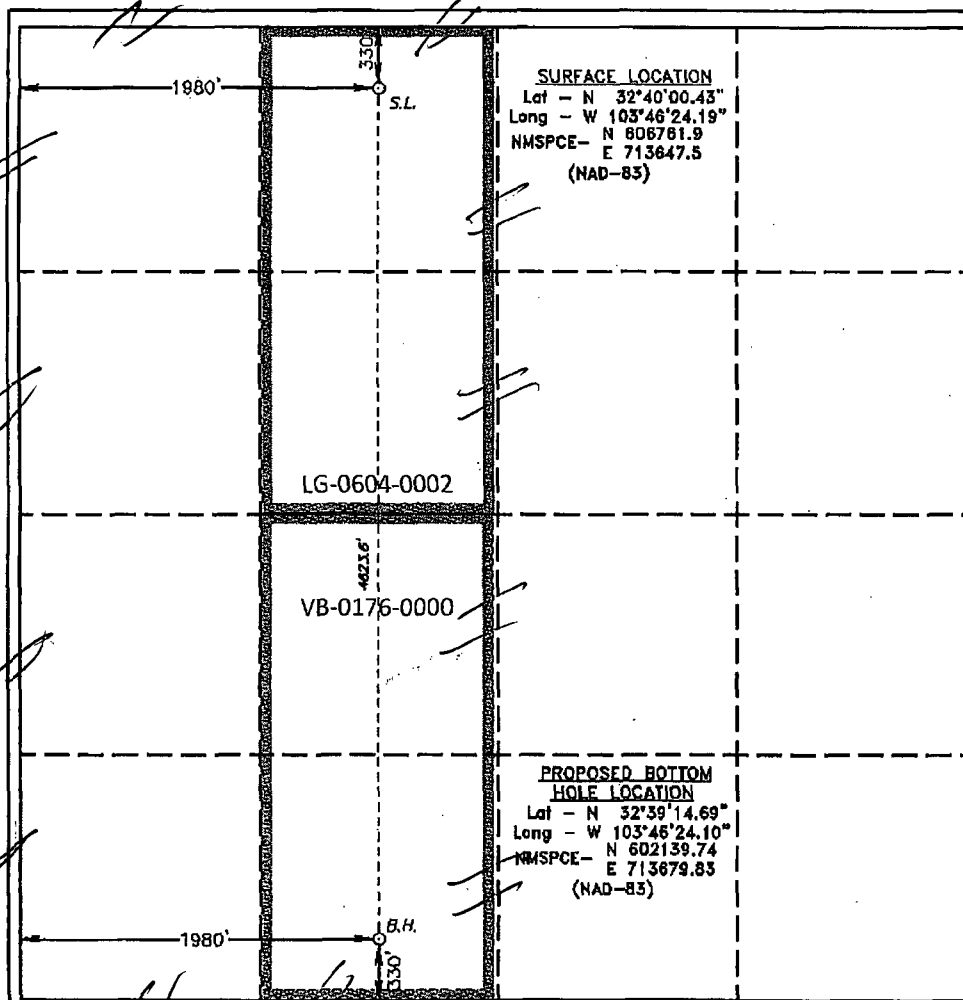 330'
1980'
S.L.
SURFACE LOCATION
Lat - N 32°40'00.43"
Long - W 103°46'24.19"
NMSPCE- N 606761.9
E 713647.5
(NAD-83)
LG-0604-0002
4623.6'
VB-0176-0000
PROPOSED BOTTOM
HOLE LOCATION
Lat - N 32°39'14.69"
Long - W 103°46'24.10"
NMSPCE- N 602139.74
E 713679.83
(NAD-83)
1980'
B.H.
330'